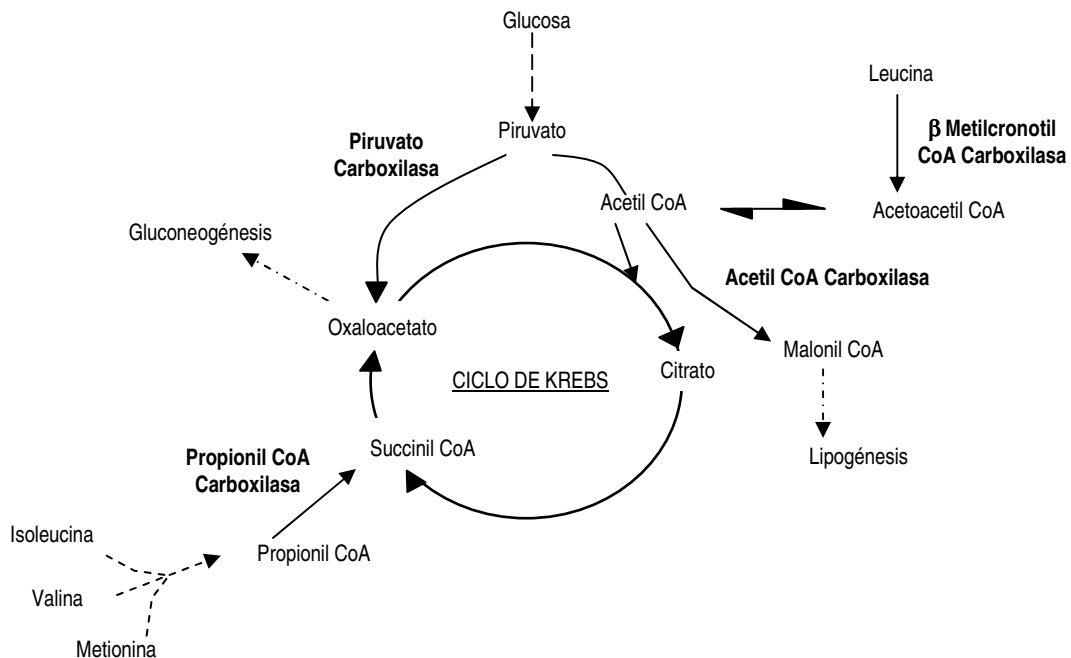 Glucosa
Leucina
Piruvato
Piruvato
Carboxilasa
β Metilcronotil
CoA Carboxilasa
Acetil CoA
Acetoacetil CoA
Gluconeogénesis
Acetil CoA Carboxilasa
Oxaloacetato
Malonil CoA
CICLO DE KREBS
Citrato
Succinil CoA
Lipogénesis
Propionil CoA
Carboxilasa
Isoleucina
Propionil CoA
Valina
Metionina